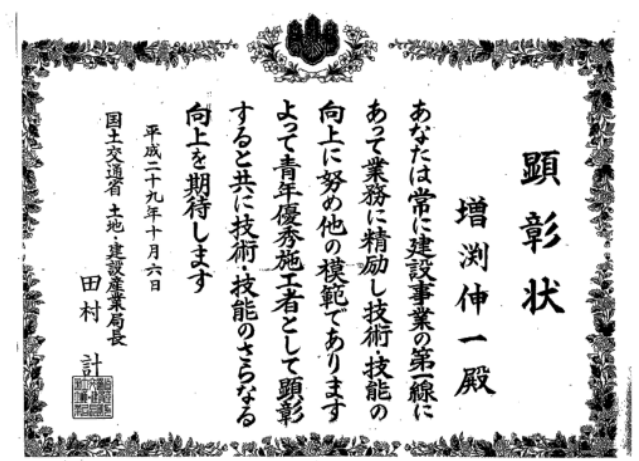 顕彰状
増渕伸一殿
あなたは常に建設事業の第一線に
あって業務に精励し技術・技能の
向上に努め他の模範であります
よって青年優秀施工者として顕彰
すると共に技術・技能のさらなる
向上を期待します
平成二十九年十月六日
国土交通省 土地・建設産業局長
田村 計